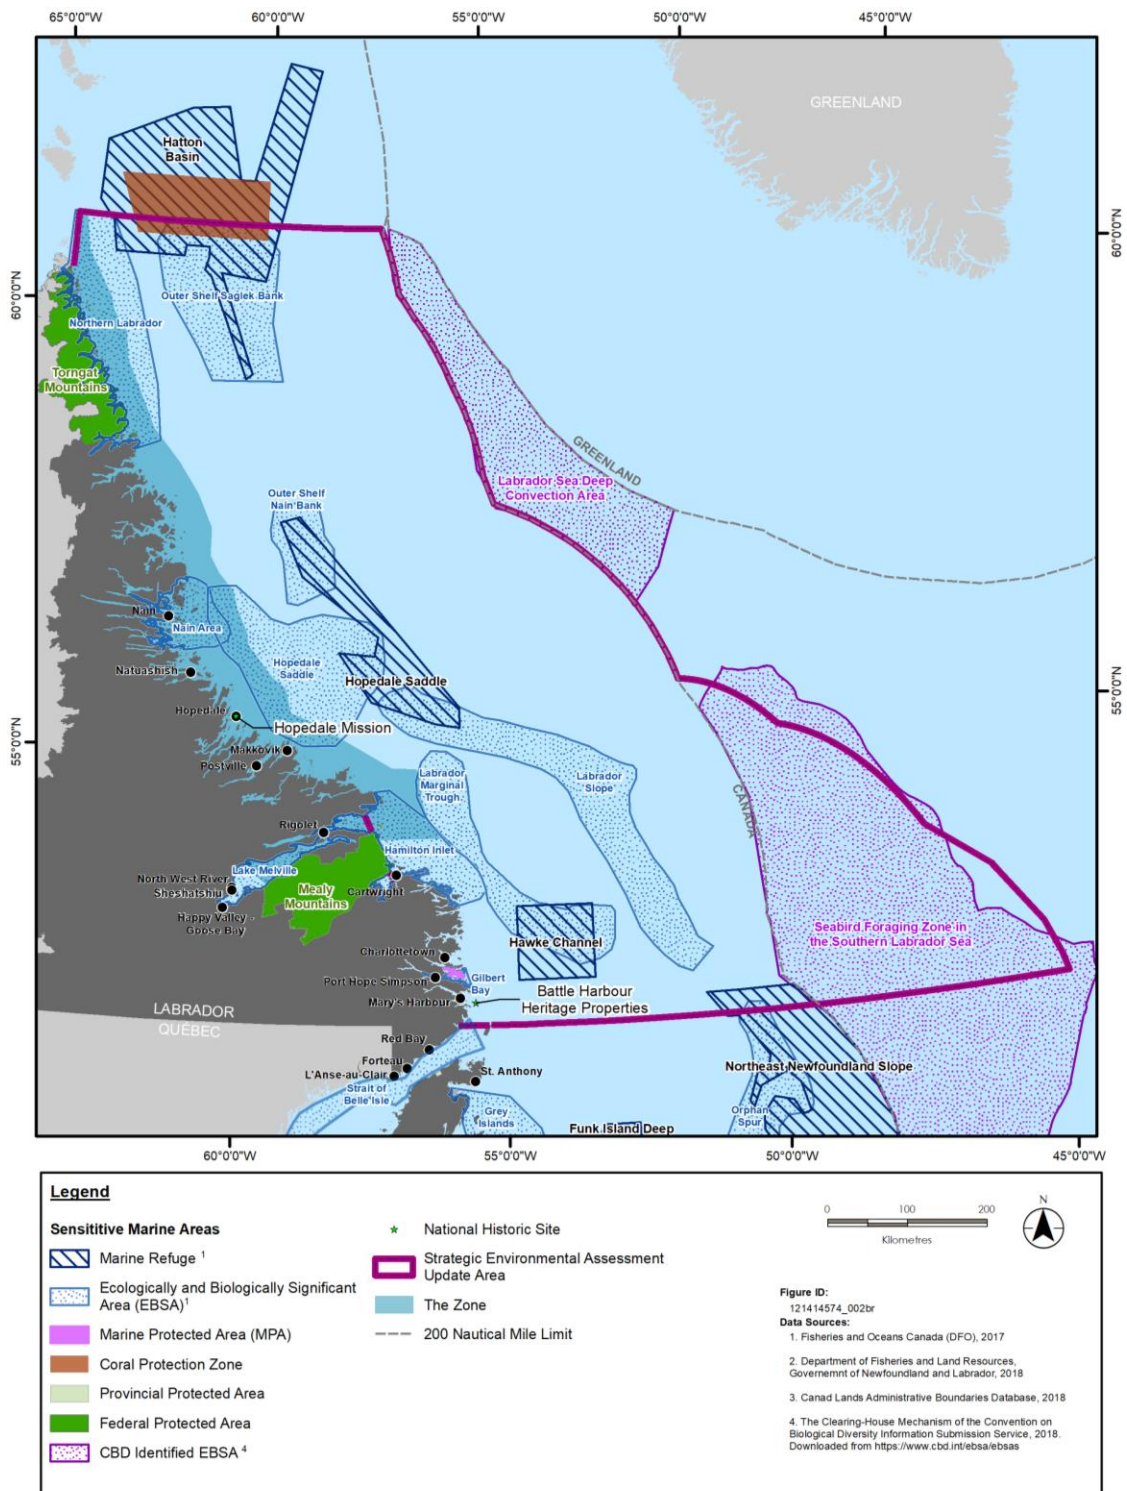 65°0'0"W
60°0'0"W
55°0'0"W
50°0'0"W
45°0'0"W
GREENLAND
Hatton
Basin
60°0'0"N
60°0'0"N
Outer Shelf Saglek Bank
Northern Labrador
Torngat
Mountains
GREENLAND
Labrador Sea Deep
Convection Area
Outer Shelf
Nain Bank
Nain
Nain Area
Natuashish
Hopedale
Saddle
Hopedale Saddle
55°0'0"N
55°0'0"N
Hopedale
Hopedale Mission
Makkovik
Postville
Labrador
Marginal
Trough
Labrador
Slope
CANADA
Rigolet
Hamilton Inlet
Lake Melville
North West River
Sheshatshiu
Mealy
Mountains
Cartwright
Happy Valley -
Goose Bay
Seabird Foraging Zone in
the Southern Labrador Sea
Hawke Channel
Charlottetown
Port Hope Simpson
Gilbert
Bay
Mary's Harbour
Battle Harbour
Heritage Properties
LABRADOR
QUÉBEC
Red Bay
Forteau
L'Anse-au-Clair
St. Anthony
Strait of
Belle Isle
Northeast Newfoundland Slope
Grey
Islands
Orphan
Spur
Funk Island Deep
60°0'0"W
55°0'0"W
50°0'0"W
45°0'0"W
Legend
Sensititive Marine Areas
Marine Refuge 1
Ecologically and Biologically Significant
Area (EBSA)1
Marine Protected Area (MPA)
Coral Protection Zone
Provincial Protected Area
Federal Protected Area
CBD Identified EBSA 4
National Historic Site
Strategic Environmental Assessment
Update Area
The Zone
200 Nautical Mile Limit
0 100 200
Kilometres
N
Figure ID:
121414574_002br
Data Sources:
1. Fisheries and Oceans Canada (DFO), 2017
2. Department of Fisheries and Land Resources,
Governemnt of Newfoundland and Labrador, 2018
3. Canad Lands Administrative Boundaries Database, 2018
4. The Clearing-House Mechanism of the Convention on
Biological Diversity Information Submission Service, 2018.
Downloaded from https://www.cbd.int/ebsa/ebsas